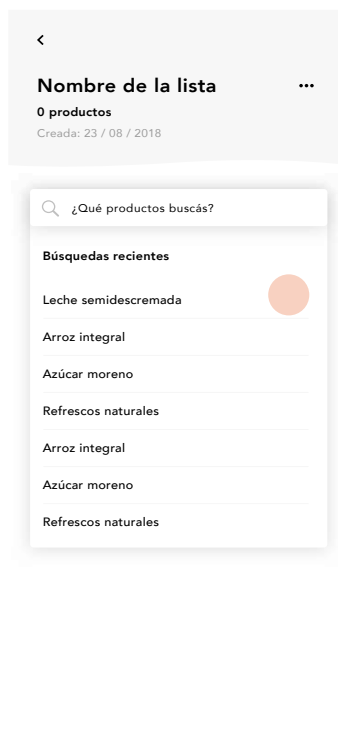 Nombre de la lista
0 productos
Creada: 23 / 08 / 2018
¿Qué productos buscás?
Búsquedas recientes
Leche semidescremada
Arroz integral
Azúcar moreno
Refrescos naturales
Arroz integral
Azúcar moreno
Refrescos naturales